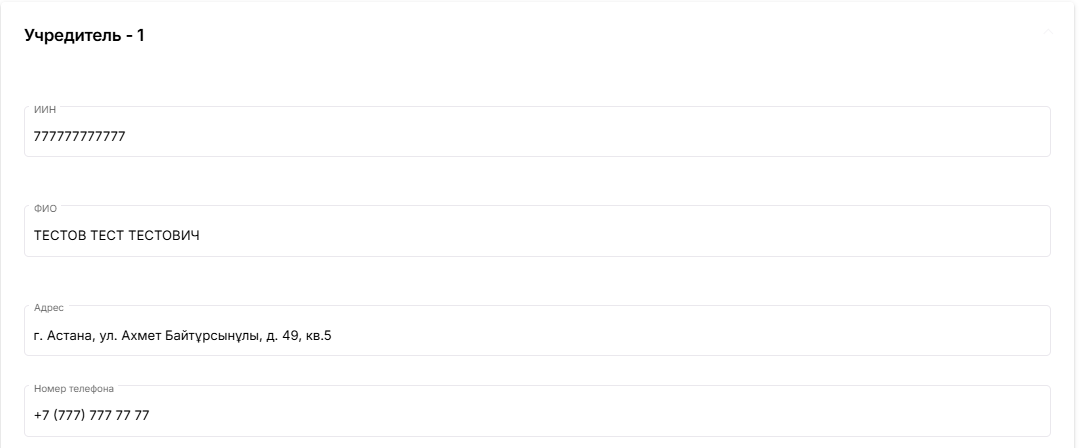 Учредитель - 1
ИИН
777777777777
ФИО
ТЕСТОВ ТЕСТ ТЕСТОВИЧ
Адрес
г. Астана, ул. Ахмет Байтұрсынұлы, д. 49, кв.5
Номер телефона
+7 (777) 777 77 77